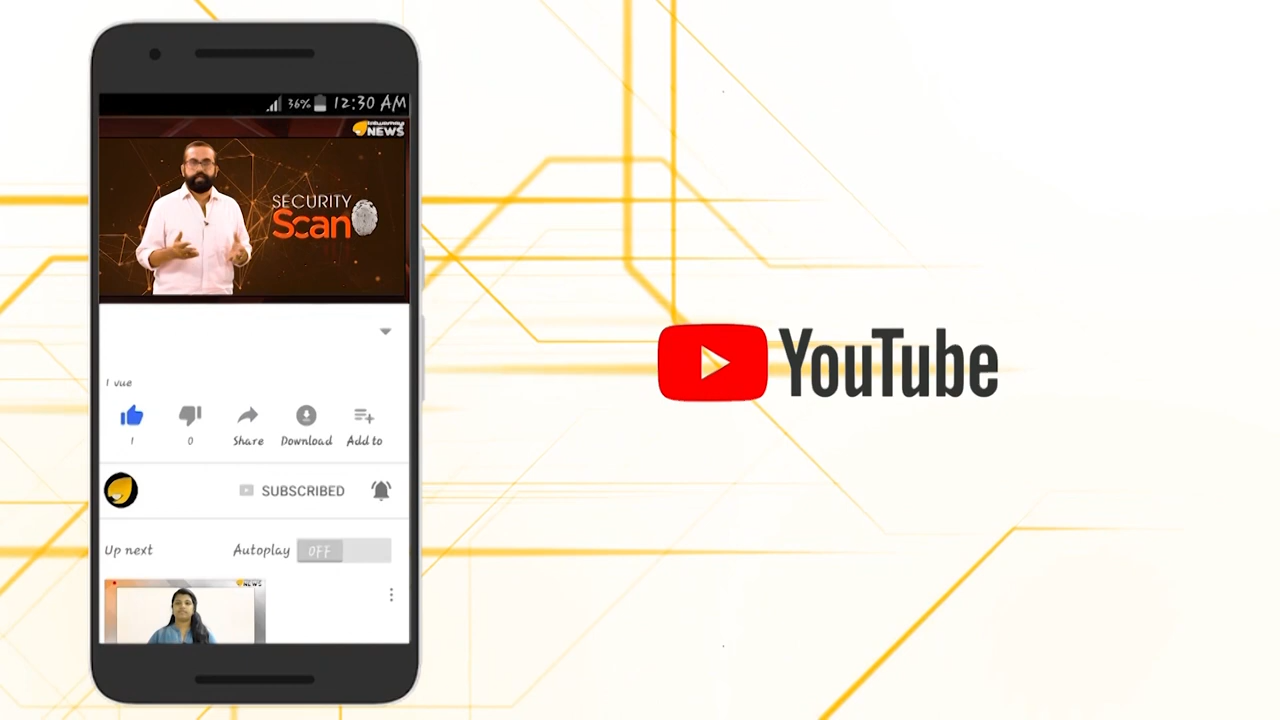 36% 12:30 AM
NEWS
SECURITY
Scan
1 vue
1 0 Share Download Add to
SUBSCRIBED
Up next Autoplay OFF
NEWS
YouTube